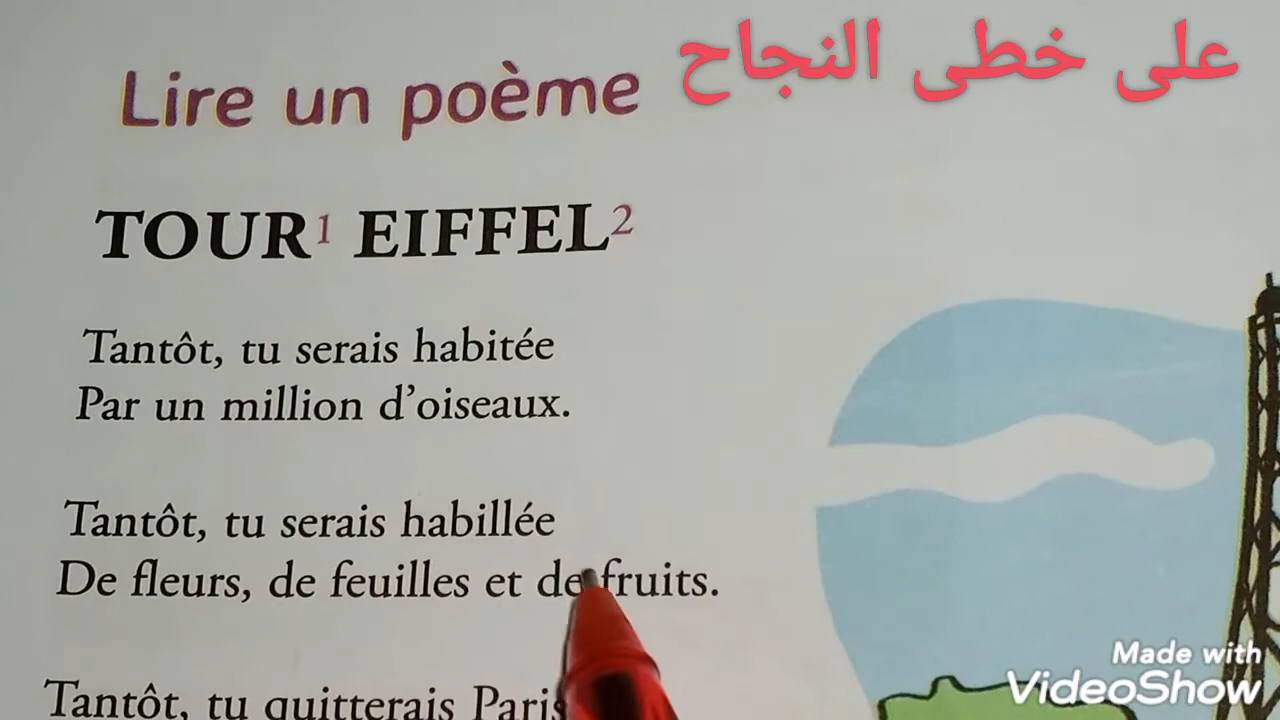 على خطى النجاح
Lire un poème
TOUR¹ EIFFEL²
Tantôt, tu serais habitée
Par un million d'oiseaux.
Tantôt, tu serais habillée
De fleurs, de feuilles et de fruits.
Tantôt, tu quitterais Paris
Made with
VideoShow